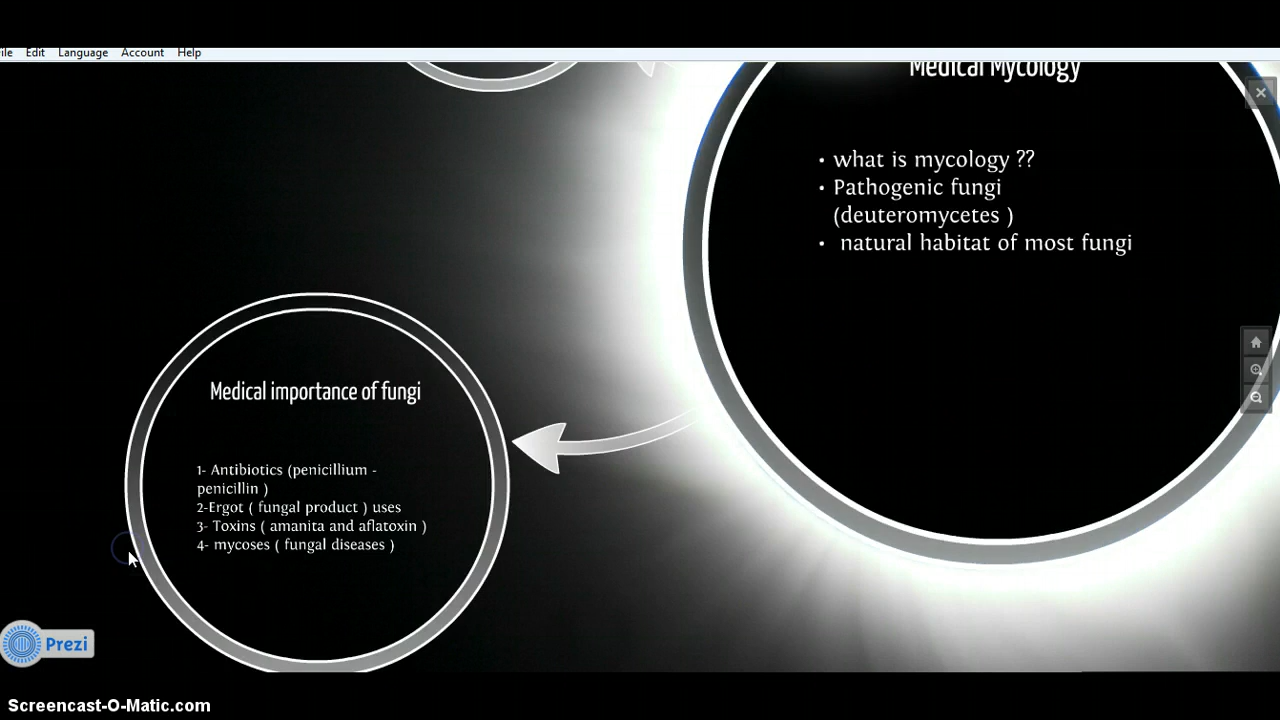 ile Edit Language Account Help
Medical Mycology
• what is mycology ??
• Pathogenic fungi
(deuteromycetes )
• natural habitat of most fungi
Medical importance of fungi
1- Antibiotics (penicillium -
penicillin )
2-Ergot ( fungal product ) uses
3- Toxins ( amanita and aflatoxin )
4- mycoses ( fungal diseases )
Prezi
Screencast-O-Matic.com